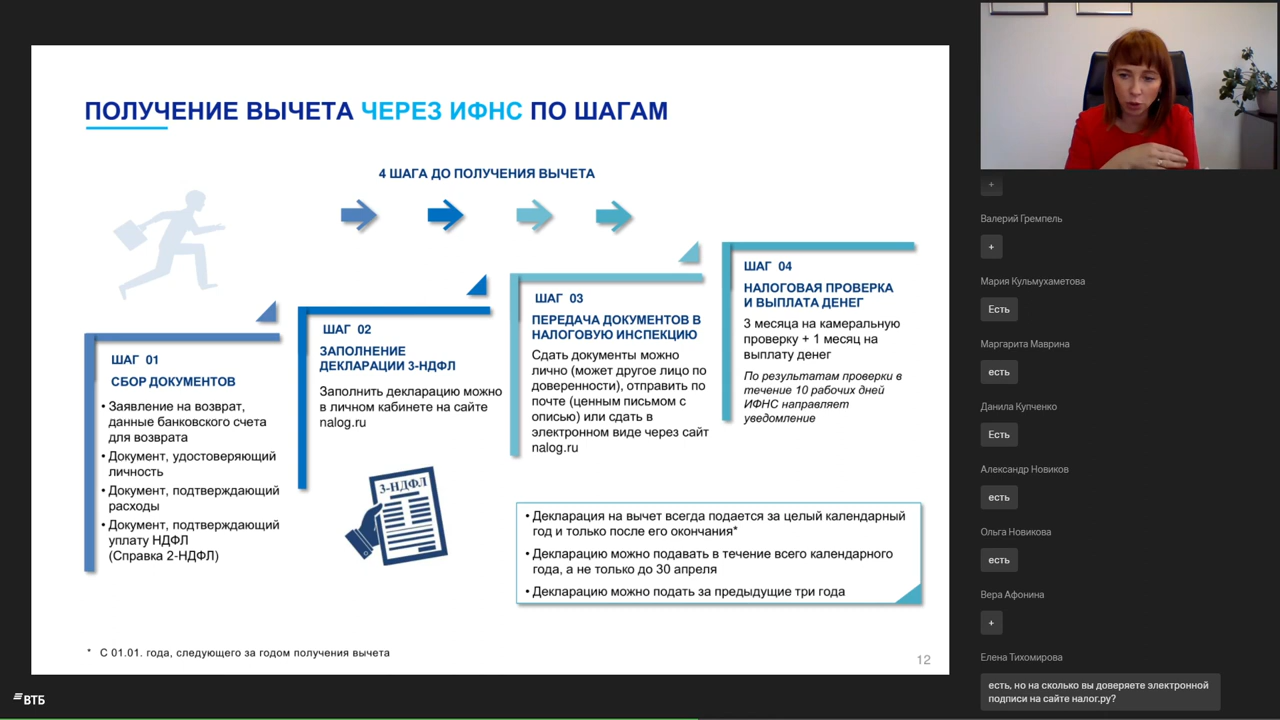 ПОЛУЧЕНИЕ ВЫЧЕТА ЧЕРЕЗ ИФНС ПО ШАГАМ
4 ШАГА ДО ПОЛУЧЕНИЯ ВЫЧЕТА
ШАГ 01
СБОР ДОКУМЕНТОВ
• Заявление на возврат,
данные банковского счета
для возврата
• Документ, удостоверяющий
личность
• Документ, подтверждающий
расходы
• Документ, подтверждающий
уплату НДФЛ
(Справка 2-НДФЛ)
ШАГ 02
ЗАПОЛНЕНИЕ
ДЕКЛАРАЦИИ 3-НДФЛ
Заполнить декларацию можно
в личном кабинете на сайте
nalog.ru
3-НДФЛ
ШАГ 03
ПЕРЕДАЧА ДОКУМЕНТОВ В
НАЛОГОВУЮ ИНСПЕКЦИЮ
Сдать документы можно
лично (может другое лицо по
доверенности), отправить по
почте (ценным письмом с
описью) или сдать в
электронном виде через сайт
nalog.ru
ШАГ 04
НАЛОГОВАЯ ПРОВЕРКА
И ВЫПЛАТА ДЕНЕГ
3 месяца на камеральную
проверку + 1 месяц на
выплату денег
По результатам проверки в
течение 10 рабочих дней
ИФНС направляет
уведомление
• Декларация на вычет всегда подается за целый календарный
год и только после его окончания*
• Декларацию можно подавать в течение всего календарного
года, а не только до 30 апреля
• Декларацию можно подать за предыдущие три года
* С 01.01. года, следующего за годом получения вычета
12
ВТБ
+
Валерий Гремпель
+
Мария Кульмухаметова
Есть
Маргарита Маврина
есть
Данила Купченко
Есть
Александр Новиков
есть
Ольга Новикова
есть
Вера Афонина
+
Елена Тихомирова
есть, но на сколько вы доверяете электронной
подписи на сайте налог.ру?